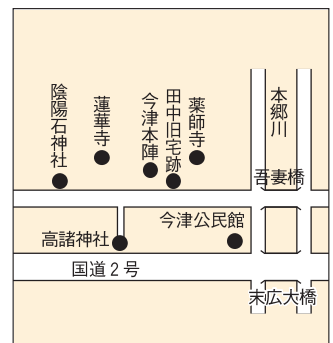 陰陽石神社
蓮華寺
今津本陣
田中旧宅跡
薬師寺
本郷川
吾妻橋
今津公民館
高諸神社
国道2号
末広大橋